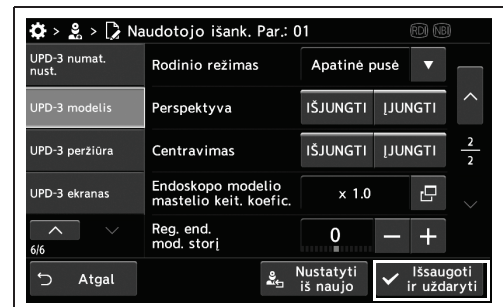 > > Naudotojo išank. Par.: 01 RDI NBI
UPD-3 numat.
nust.
Rodinio režimas Apatinė pusė
UPD-3 modelis
Perspektyva IŠJUNGTI ĮJUNGTI
UPD-3 peržiūra
Centravimas IŠJUNGTI ĮJUNGTI
2
2
UPD-3 ekranas
Endoskopo modelio
mastelio keit. koefic.
x 1.0
6/6
Reg. end.
mod. storį
0 − +
Atgal
Nustatyti
iš naujo
Išsaugoti
ir uždaryti